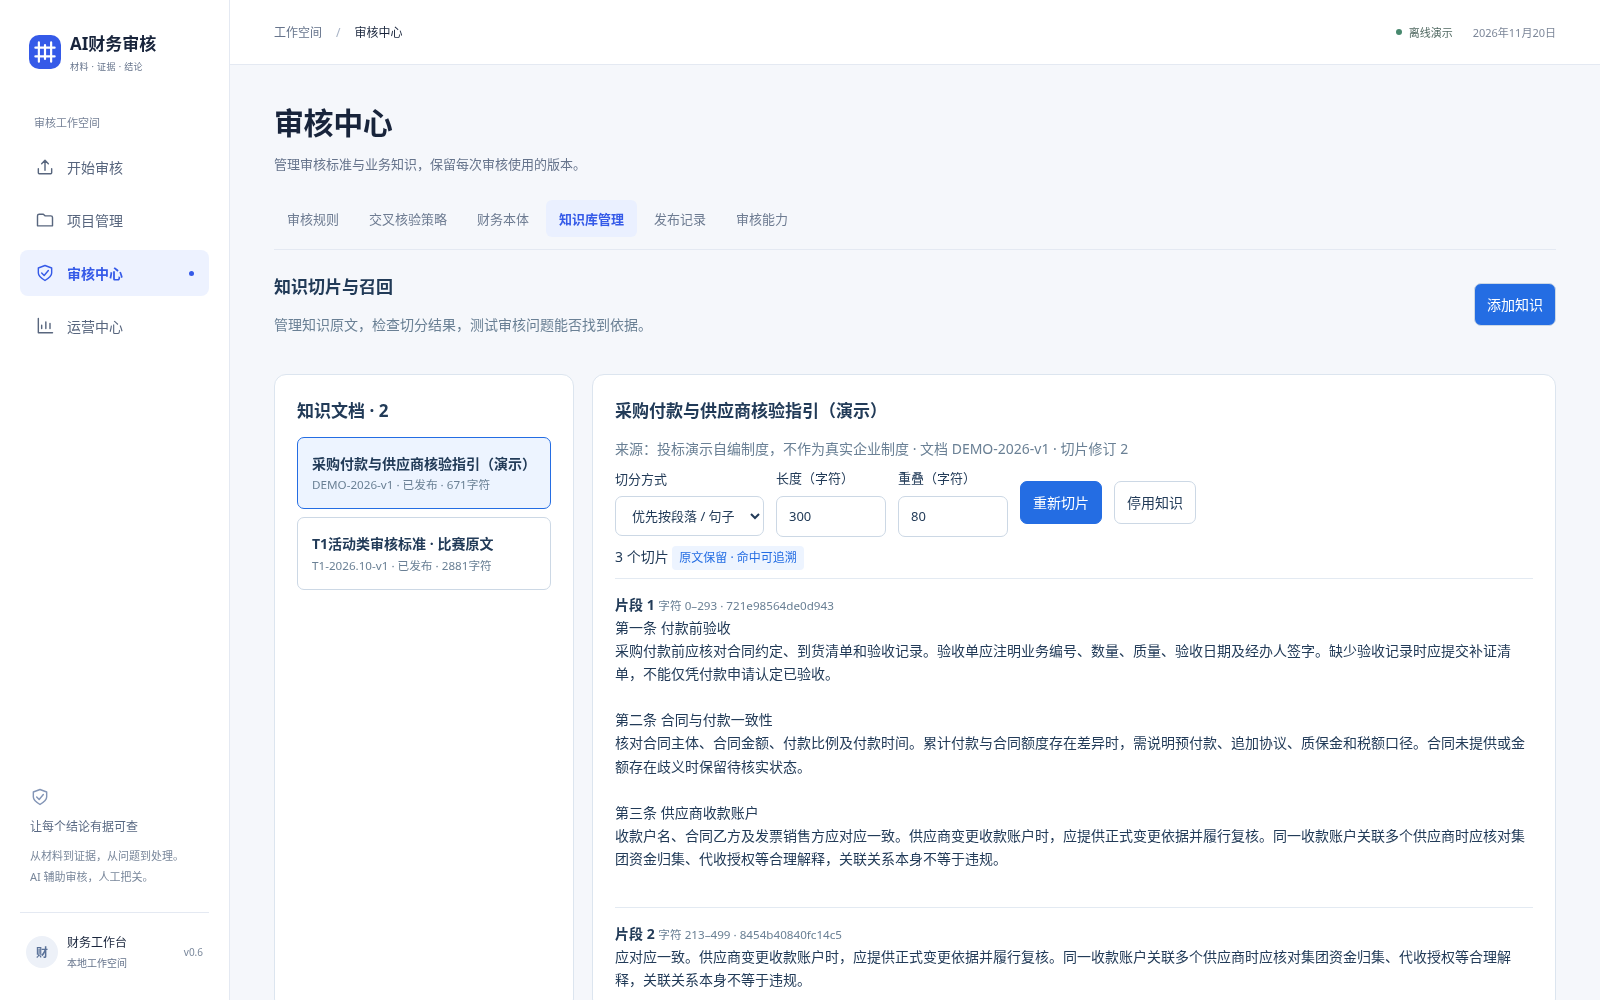 AI财务审核
材料 · 证据 · 结论
审核工作空间
开始审核
项目管理
审核中心
运营中心
让每个结论有据可查
从材料到证据，从问题到处理。
AI 辅助审核，人工把关。
财
财务工作台
本地工作空间
v0.6
工作空间 / 审核中心
离线演示
2026年11月20日
审核中心
管理审核标准与业务知识，保留每次审核使用的版本。
审核规则 交叉核验策略 财务本体 知识库管理 发布记录 审核能力
知识切片与召回
管理知识原文，检查切分结果，测试审核问题能否找到依据。
添加知识
知识文档 · 2
采购付款与供应商核验指引（演示）
DEMO-2026-v1 · 已发布 · 671字符
T1活动类审核标准 · 比赛原文
T1-2026.10-v1 · 已发布 · 2881字符
采购付款与供应商核验指引（演示）
来源：投标演示自编制度，不作为真实企业制度 · 文档 DEMO-2026-v1 · 切片修订 2
切分方式 长度（字符） 重叠（字符）
优先按段落 / 句子 300 80 重新切片 停用知识
3 个切片 原文保留 · 命中可追溯
片段 1 字符 0–293 · 721e98564de0d943
第一条 付款前验收
采购付款前应核对合同约定、到货清单和验收记录。验收单应注明业务编号、数量、质量、验收日期及经办人签字。缺少验收记录时应提交补证清
单，不能仅凭付款申请认定已验收。
第二条 合同与付款一致性
核对合同主体、合同金额、付款比例及付款时间。累计付款与合同额度存在差异时，需说明预付款、追加协议、质保金和税额口径。合同未提供或金
额存在歧义时保留待核实状态。
第三条 供应商收款账户
收款户名、合同乙方及发票销售方应对应一致。供应商变更收款账户时，应提供正式变更依据并履行复核。同一收款账户关联多个供应商时应核对集
团资金归集、代收授权等合理解释，关联关系本身不等于违规。
片段 2 字符 213–499 · 8454b40840fc14c5
应对应一致。供应商变更收款账户时，应提供正式变更依据并履行复核。同一收款账户关联多个供应商时应核对集团资金归集、代收授权等合理解
释，关联关系本身不等于违规。